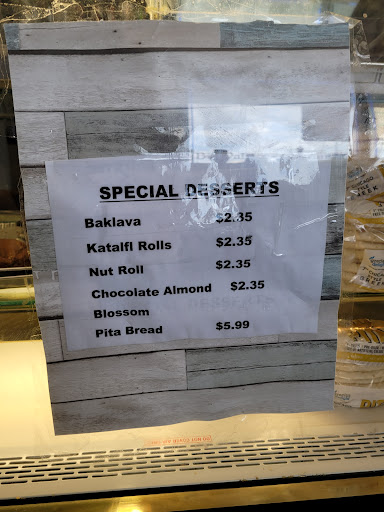 SPECIAL DESSERTS
Baklava $2.35
Katalfi Rolls $2.35
Nut Roll $2.35
Chocolate Almond $2.35
Blossom
Pita Bread $5.99